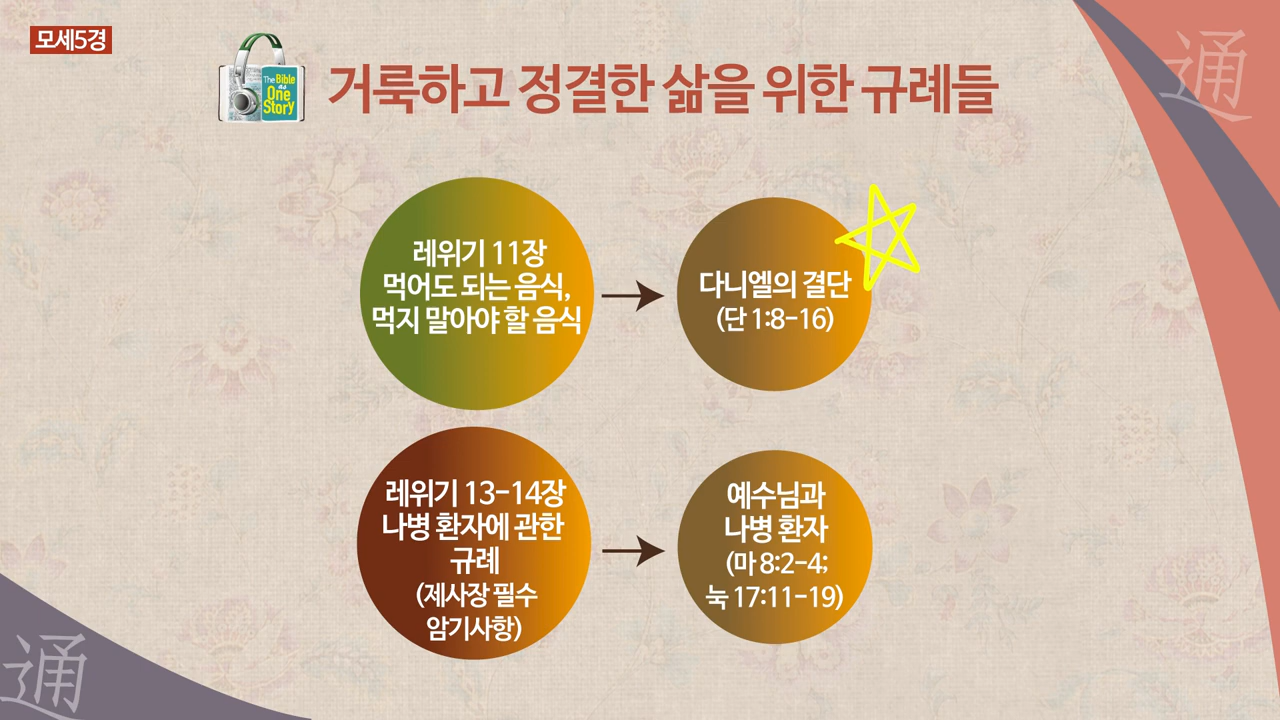 모세5경
The Bible
One
Story
거룩하고 정결한 삶을 위한 규례들
通
레위기 11장
먹어도 되는 음식,
먹지 말아야 할 음식
다니엘의 결단
(단 1:8-16)
레위기 13-14장
나병 환자에 관한
규례
(제사장 필수
암기사항)
예수님과
나병 환자
(마 8:2-4;
눅 17:11-19)
通